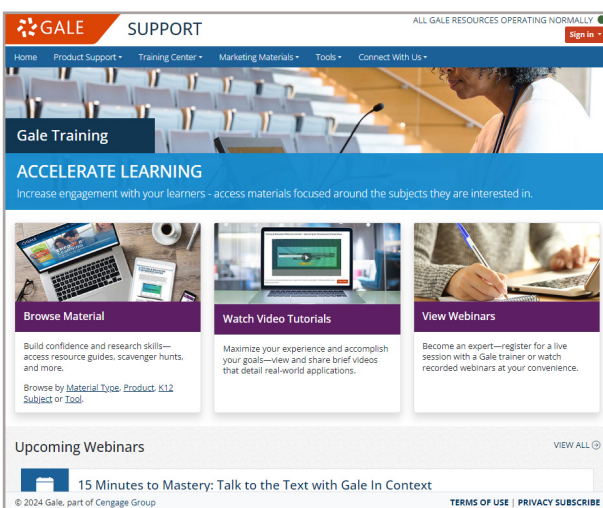 ALL GALE RESOURCES OPERATING NORMALLY
GALE SUPPORT
Sign in
Home Product Support Training Center Marketing Materials Tools Connect With Us
Gale Training
ACCELERATE LEARNING
Increase engagement with your learners - access materials focused around the subjects they are interested in.
Browse Material
Build confidence and research skills—
access resource guides, scavenger hunts,
and more.
Browse by Material Type, Product, K12
Subject or Tool.
Watch Video Tutorials
Maximize your experience and accomplish
your goals—view and share brief videos
that detail real-world applications.
View Webinars
Become an expert—register for a live
session with a Gale trainer or watch
recorded webinars at your convenience.
Upcoming Webinars
VIEW ALL
15 Minutes to Mastery: Talk to the Text with Gale In Context
© 2024 Gale, part of Cengage Group
TERMS OF USE | PRIVACY SUBSCRIBE